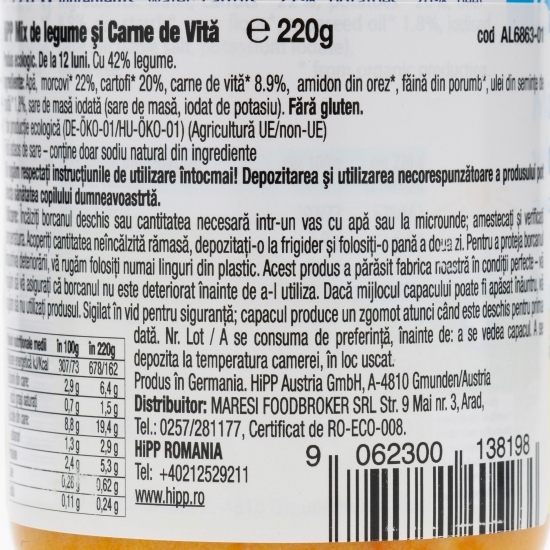 Mix de legume și Carne de Vită ℮ 220g cod AL6863-01
ecologic. De la 12 luni. Cu 42% legume.
Apă, morcovi* 22%, cartofi* 20%, carne de vită* 8.9%, amidon din orez*, făină din porumb*, ulei din semințe de
sare de masă iodată (sare de masă, iodat de potasiu). Fără gluten.
ecologică (DE-ÖKO-01/HU-ÖKO-01) (Agricultură UE/non-UE)
de sare – conține doar sodiu natural din ingrediente
respectați instrucțiunile de utilizare întocmai! Depozitarea și utilizarea necorespunzătoare a produsului pot
sănătatea copilului dumneavoastră.
Încălziți borcanul deschis sau cantitatea necesară intr-un vas cu apă sau la microunde; amestecați și verificați
Acoperiți cantitatea neîncălzită rămasă, depozitați-o la frigider și folosiți-o pană a doua zi. Pentru a proteja borcanul
deteriorării, vă rugăm folosiți numai linguri din plastic. Acest produs a părăsit fabrica noastră în condiții perfecte -
vă asigurați că borcanul nu este deteriorat înainte de a-l utiliza. Dacă mijlocul capacului poate fi apăsat înăuntru,
nu utilizați produsul. Sigilat în vid pentru siguranță; capacul produce un zgomot atunci când este deschis pentru prima
dată. Nr. Lot / A se consuma de preferință, înainte de: a se vedea capacul. A se
depozita la temperatura camerei, în loc uscat.
Produs în Germania. HiPP Austria GmbH, A-4810 Gmunden/Austria
Distribuitor: MARESI FOODBROKER SRL Str. 9 Mai nr. 3, Arad,
Tel.: 0257/281177, Certificat de RO-ECO-008.
HiPP ROMANIA
Tel: +40212529211
www.hipp.ro
nutriționale medii în 100g în 220g
kJ/Kcal 307/73 678/162
2,9 g 6,4 g
0,7 g 1,5 g
8,8 g 19,4 g
1,3 g 2,9 g
2,4 g 5,3 g
0,28 g 0,62 g
0,11 g 0,24 g
9 062300 138198